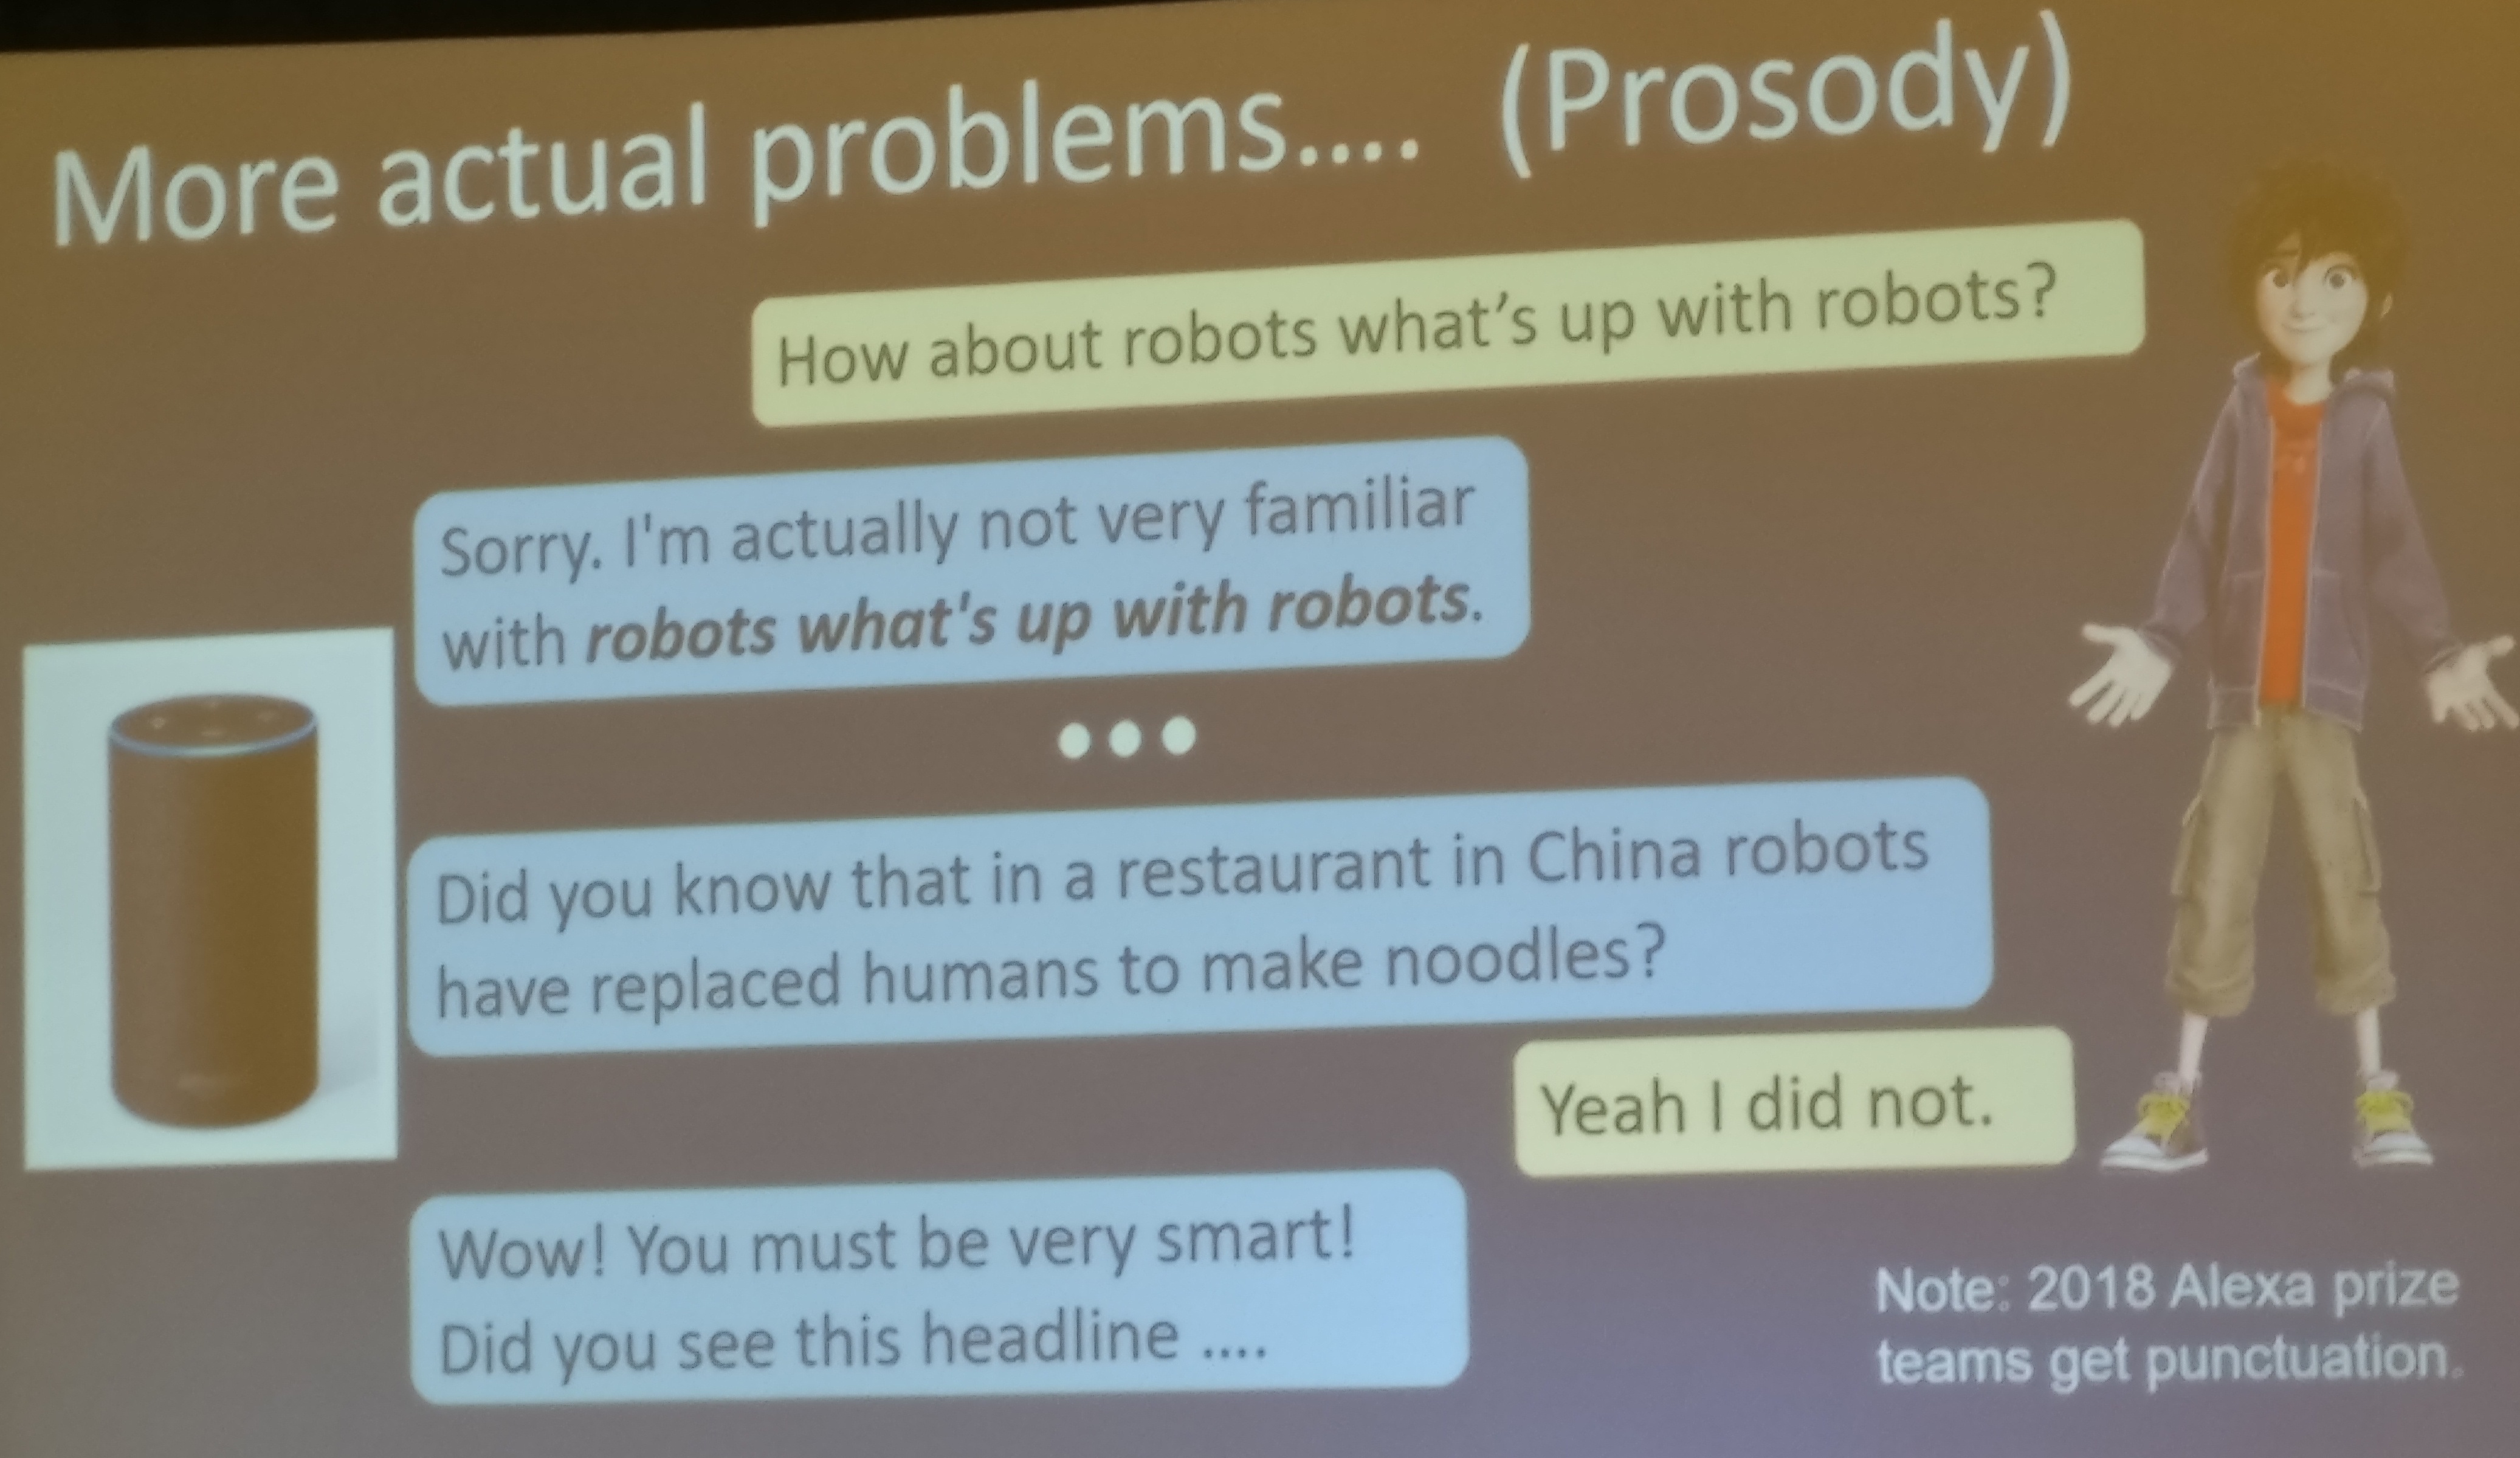 More actual problems.... (Prosody)
How about robots what's up with robots?
Sorry. I'm actually not very familiar
with robots what's up with robots.
Did you know that in a restaurant in China robots
have replaced humans to make noodles?
Yeah I did not.
Wow! You must be very smart!
Did you see this headline ....
Note: 2018 Alexa prize
teams get punctuation.